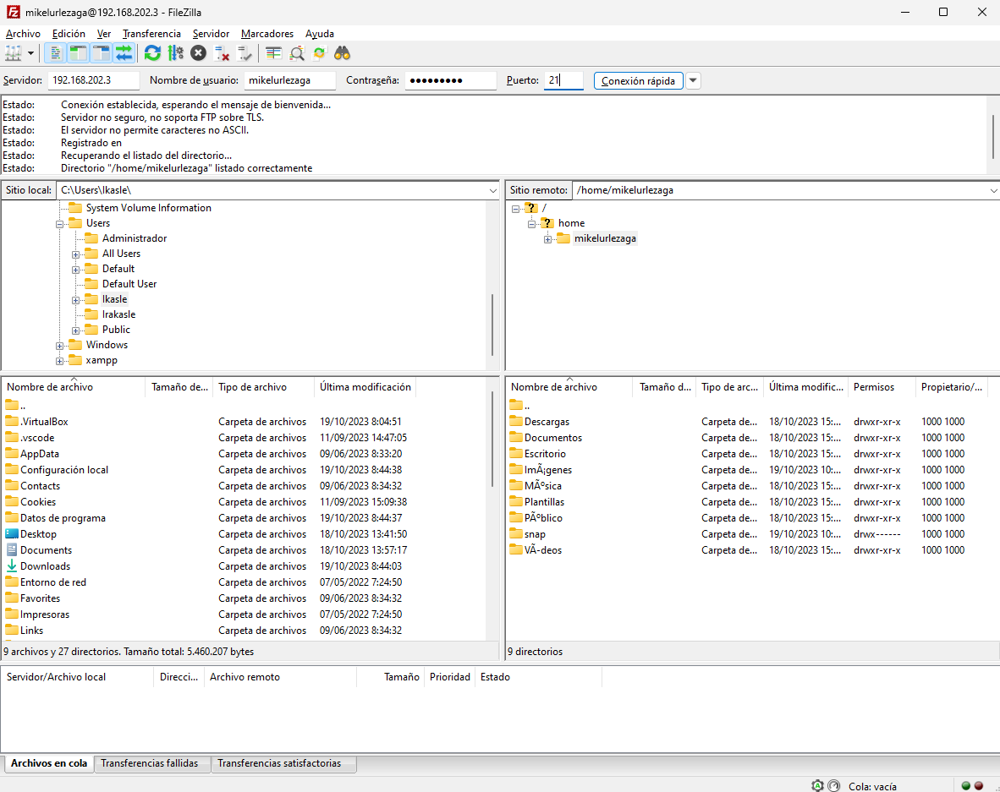 mikelurlezaga@192.168.202.3 - FileZilla
Archivo Edición Ver Transferencia Servidor Marcadores Ayuda
Servidor: 192.168.202.3 Nombre de usuario: mikelurlezaga Contraseña: ●●●●●●●●● Puerto: 21 Conexión rápida
Estado: Conexión establecida, esperando el mensaje de bienvenida...
Estado: Servidor no seguro, no soporta FTP sobre TLS.
Estado: El servidor no permite caracteres no ASCII.
Estado: Registrado en
Estado: Recuperando el listado del directorio...
Estado: Directorio "/home/mikelurlezaga" listado correctamente
Sitio local: C:\Users\Ikasle\
System Volume Information
Users
Administrador
All Users
Default
Default User
Ikasle
Irakasle
Public
Windows
xampp
Sitio remoto: /home/mikelurlezaga
/
home
mikelurlezaga
Nombre de archivo Tamaño de... Tipo de archivo Última modificación
..
.VirtualBox Carpeta de archivos 19/10/2023 8:04:51
.vscode Carpeta de archivos 11/09/2023 14:47:05
AppData Carpeta de archivos 09/06/2023 8:33:20
Configuración local Carpeta de archivos 19/10/2023 8:44:38
Contacts Carpeta de archivos 09/06/2023 8:34:32
Cookies Carpeta de archivos 11/09/2023 15:09:38
Datos de programa Carpeta de archivos 19/10/2023 8:44:37
Desktop Carpeta de archivos 18/10/2023 13:41:50
Documents Carpeta de archivos 18/10/2023 13:57:17
Downloads Carpeta de archivos 19/10/2023 8:44:03
Entorno de red Carpeta de archivos 07/05/2022 7:24:50
Favorites Carpeta de archivos 09/06/2023 8:34:32
Impresoras Carpeta de archivos 07/05/2022 7:24:50
Links Carpeta de archivos 09/06/2023 8:34:32
9 archivos y 27 directorios. Tamaño total: 5.460.207 bytes
Nombre de archivo Tamaño d... Tipo de arc... Última modific... Permisos Propietario/...
..
Descargas Carpeta de... 18/10/2023 15:... drwxr-xr-x 1000 1000
Documentos Carpeta de... 18/10/2023 15:... drwxr-xr-x 1000 1000
Escritorio Carpeta de... 18/10/2023 15:... drwxr-xr-x 1000 1000
ImÃ¡genes Carpeta de... 19/10/2023 10:... drwxr-xr-x 1000 1000
MÃºsica Carpeta de... 18/10/2023 15:... drwxr-xr-x 1000 1000
Plantillas Carpeta de... 18/10/2023 15:... drwxr-xr-x 1000 1000
PÃºblico Carpeta de... 18/10/2023 15:... drwxr-xr-x 1000 1000
snap Carpeta de... 19/10/2023 10:... drwx------ 1000 1000
VÃ-deos Carpeta de... 18/10/2023 15:... drwxr-xr-x 1000 1000
9 directorios
Servidor/Archivo local Direcci... Archivo remoto Tamaño Prioridad Estado
Archivos en cola Transferencias fallidas Transferencias satisfactorias
Cola: vacía